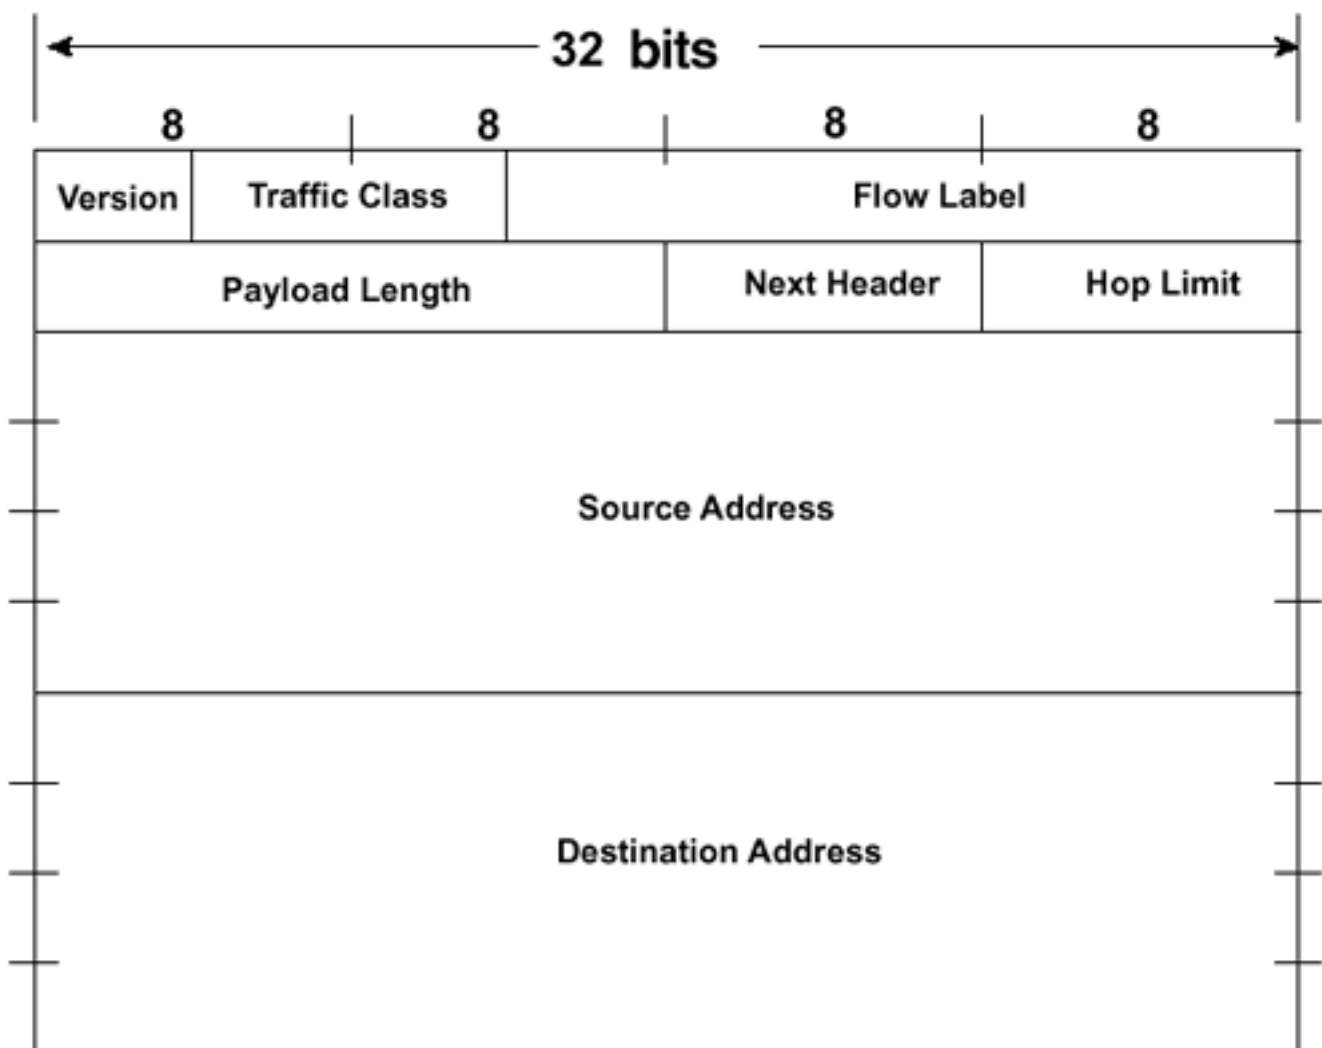 32 bits
8 8 8 8
Version Traffic Class Flow Label
Payload Length Next Header Hop Limit
Source Address
Destination Address